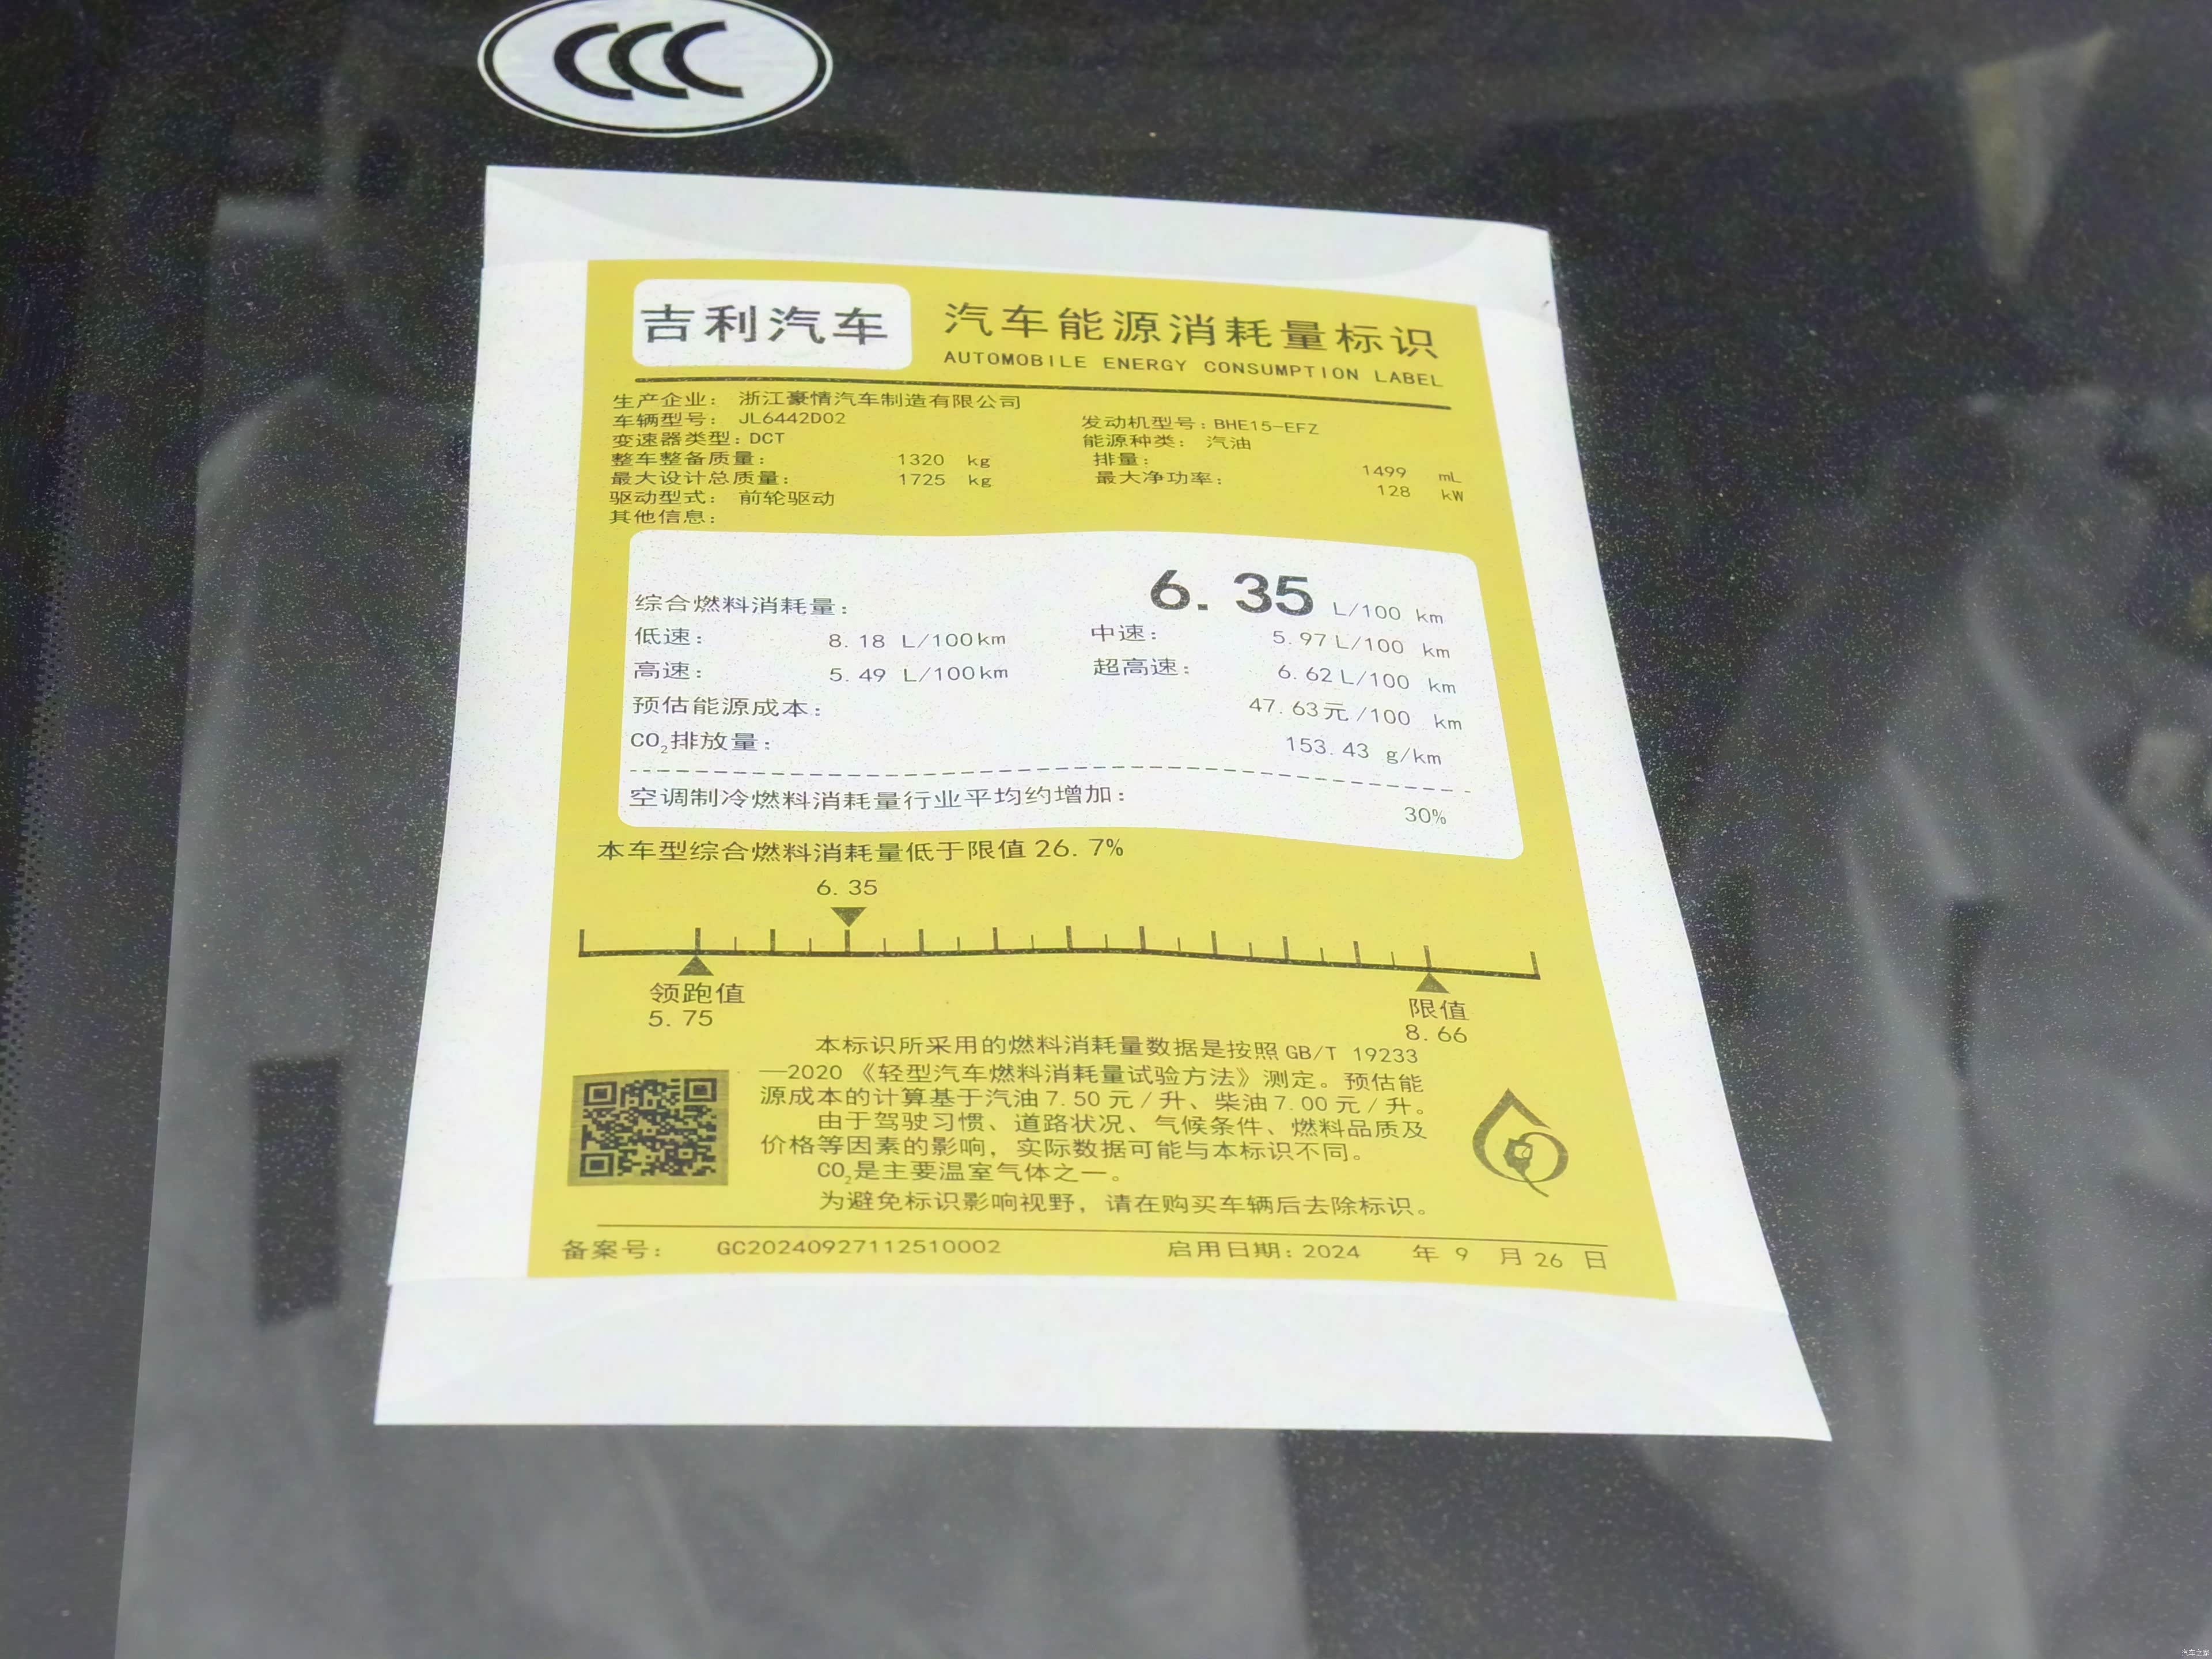 CCC
吉利汽车
汽车能源消耗量标识
AUTOMOBILE ENERGY CONSUMPTION LABEL
生产企业： 浙江豪情汽车制造有限公司
车辆型号： JL6442D02 发动机型号：BHE15-EFZ
变速器类型：DCT 能源种类： 汽油
整车整备质量： 1320 kg 排量： 1499 mL
最大设计总质量： 1725 kg 最大净功率： 128 kW
驱动型式： 前轮驱动
其他信息：
综合燃料消耗量： 6.35 L/100 km
低速： 8.18 L/100km 中速： 5.97 L/100 km
高速： 5.49 L/100km 超高速： 6.62 L/100 km
预估能源成本： 47.63元/100 km
CO₂排放量： 153.43 g/km
空调制冷燃料消耗量行业平均约增加： 30%
本车型综合燃料消耗量低于限值 26.7%
6.35
领跑值 限值
5.75 8.66
本标识所采用的燃料消耗量数据是按照 GB/T 19233
—2020《轻型汽车燃料消耗量试验方法》测定。预估能
源成本的计算基于汽油 7.50 元/升、柴油 7.00 元/升。
由于驾驶习惯、道路状况、气候条件、燃料品质及
价格等因素的影响，实际数据可能与本标识不同。
CO₂是主要温室气体之一。
为避免标识影响视野，请在购买车辆后去除标识。
备案号： GC20240927112510002 启用日期：2024 年 9 月 26 日
汽车之家